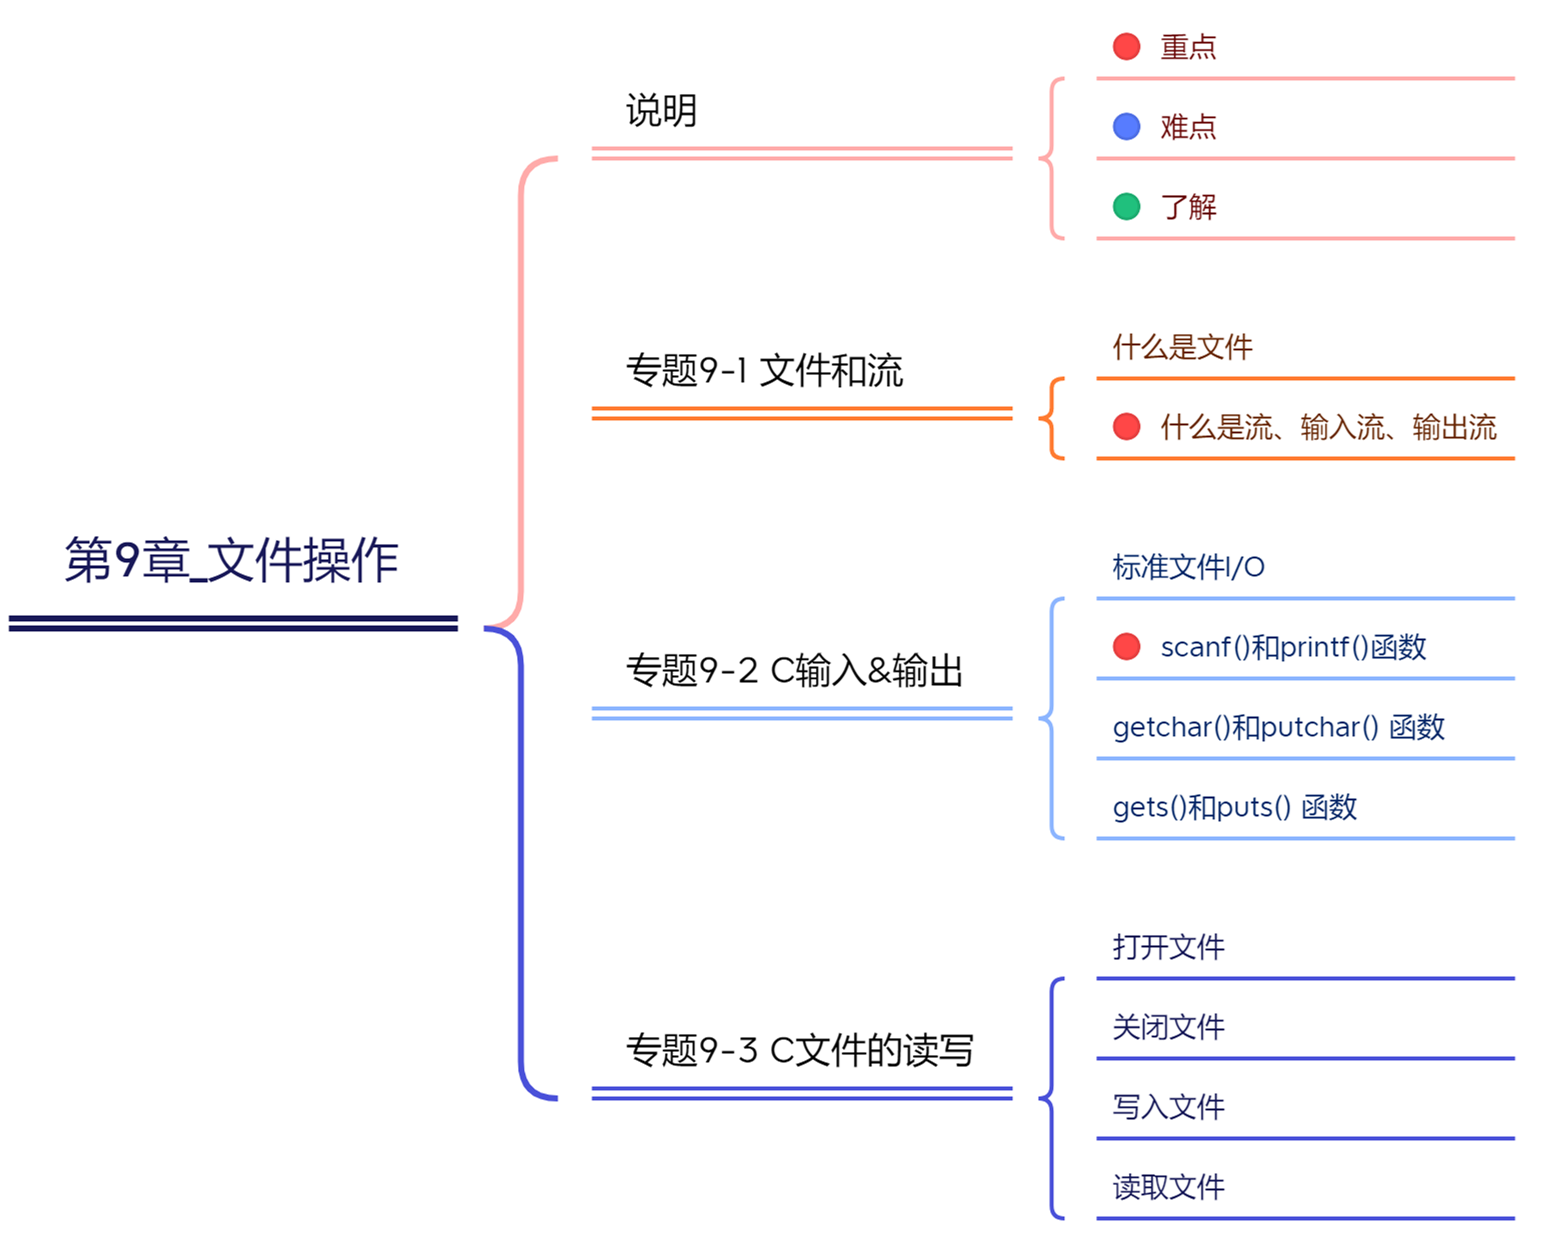 第9章_文件操作
说明
重点
难点
了解
专题9-1 文件和流
什么是文件
什么是流、输入流、输出流
专题9-2 C输入&输出
标准文件I/O
scanf()和printf()函数
getchar()和putchar() 函数
gets()和puts() 函数
专题9-3 C文件的读写
打开文件
关闭文件
写入文件
读取文件